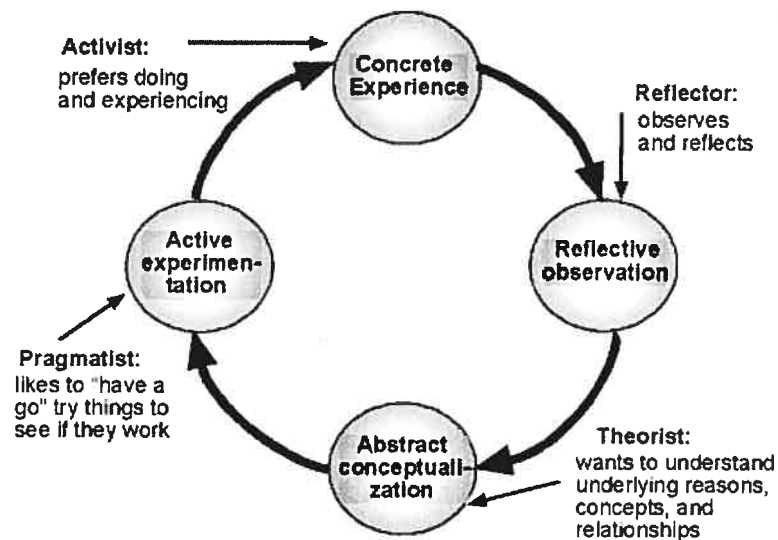 Activist:
prefers doing
and experiencing
Concrete
Experience
Reflector:
observes
and reflects
Active
experimen-
tation
Reflective
observation
Pragmatist:
likes to "have a
go" try things to
see if they work
Abstract
conceptuali-
zation
Theorist:
wants to understand
underlying reasons,
concepts, and
relationships